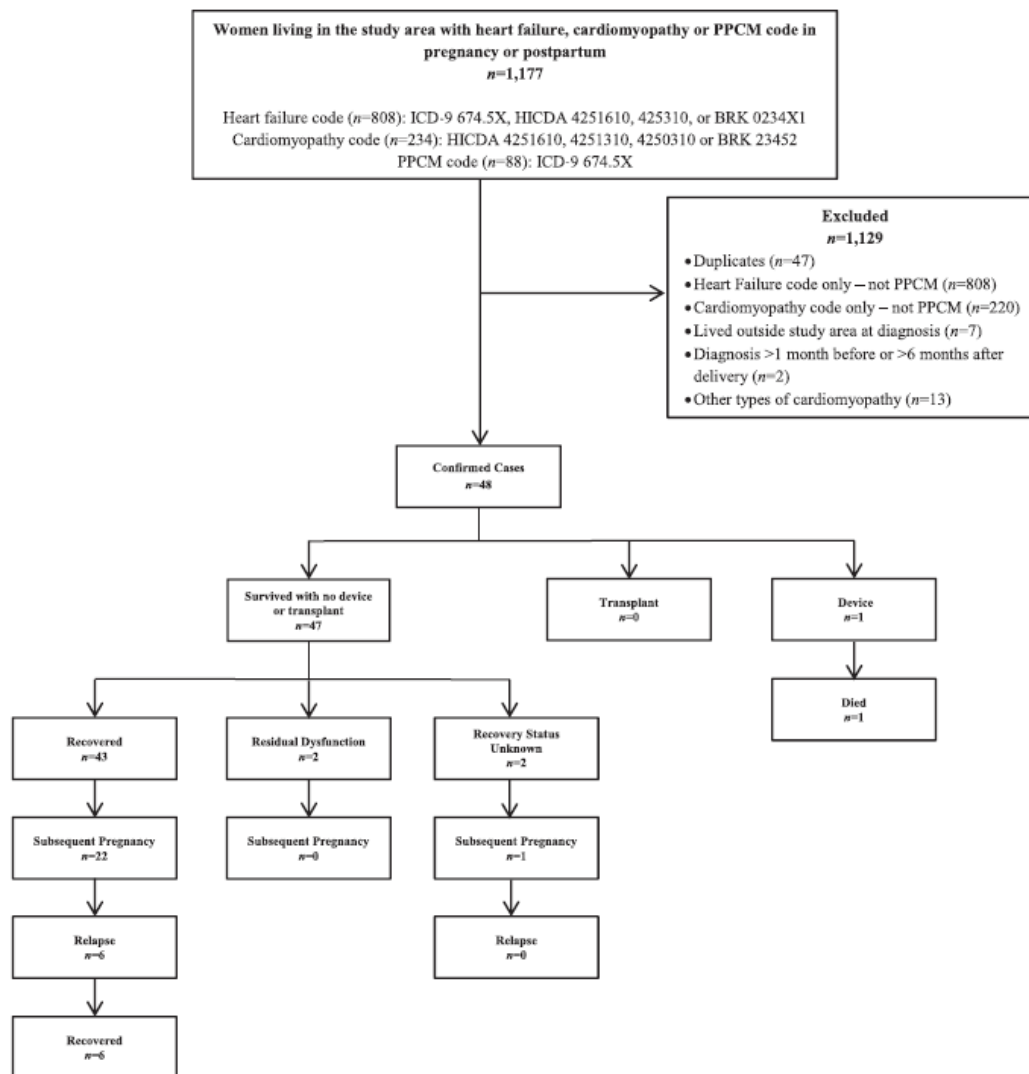 Women living in the study area with heart failure, cardiomyopathy or PPCM code in
pregnancy or postpartum
n=1,177
Heart failure code (n=808): ICD-9 674.5X, HICDA 4251610, 425310, or BRK 0234X1
Cardiomyopathy code (n=234): HICDA 4251610, 4251310, 4250310 or BRK 23452
PPCM code (n=88): ICD-9 674.5X
Excluded
n=1,129
• Duplicates (n=47)
• Heart Failure code only – not PPCM (n=808)
• Cardiomyopathy code only – not PPCM (n=220)
• Lived outside study area at diagnosis (n=7)
• Diagnosis >1 month before or >6 months after
delivery (n=2)
• Other types of cardiomyopathy (n=13)
Confirmed Cases
n=48
Survived with no device
or transplant
n=47
Transplant
n=0
Device
n=1
Died
n=1
Recovered
n=43
Residual Dysfunction
n=2
Recovery Status
Unknown
n=2
Subsequent Pregnancy
n=22
Subsequent Pregnancy
n=0
Subsequent Pregnancy
n=1
Relapse
n=6
Relapse
n=0
Recovered
n=6